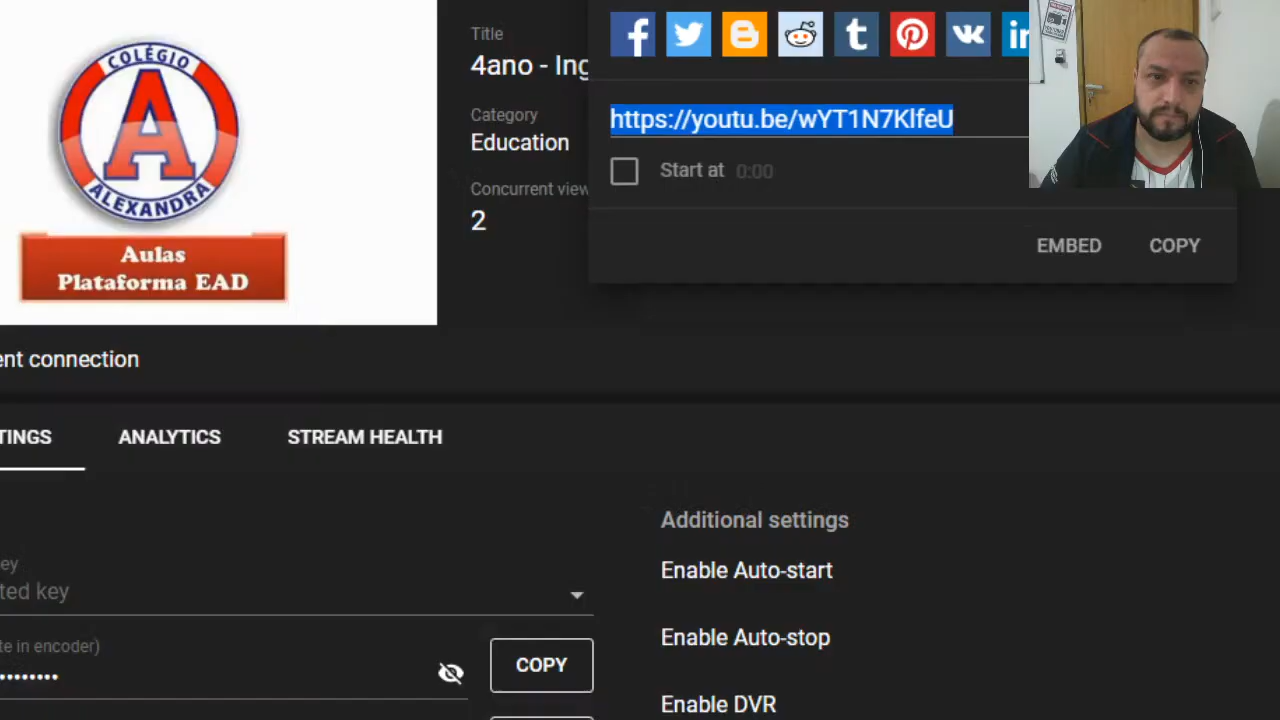 COLÉGIO
A
ALEXANDRA
Aulas
Plataforma EAD
Title
4ano - Ing
Category
Education
Concurrent view
2
https://youtu.be/wYT1N7KlfeU
Start at 0:00
EMBED COPY
ent connection
TINGS ANALYTICS STREAM HEALTH
ey
ted key
te in encoder)
COPY
Additional settings
Enable Auto-start
Enable Auto-stop
Enable DVR